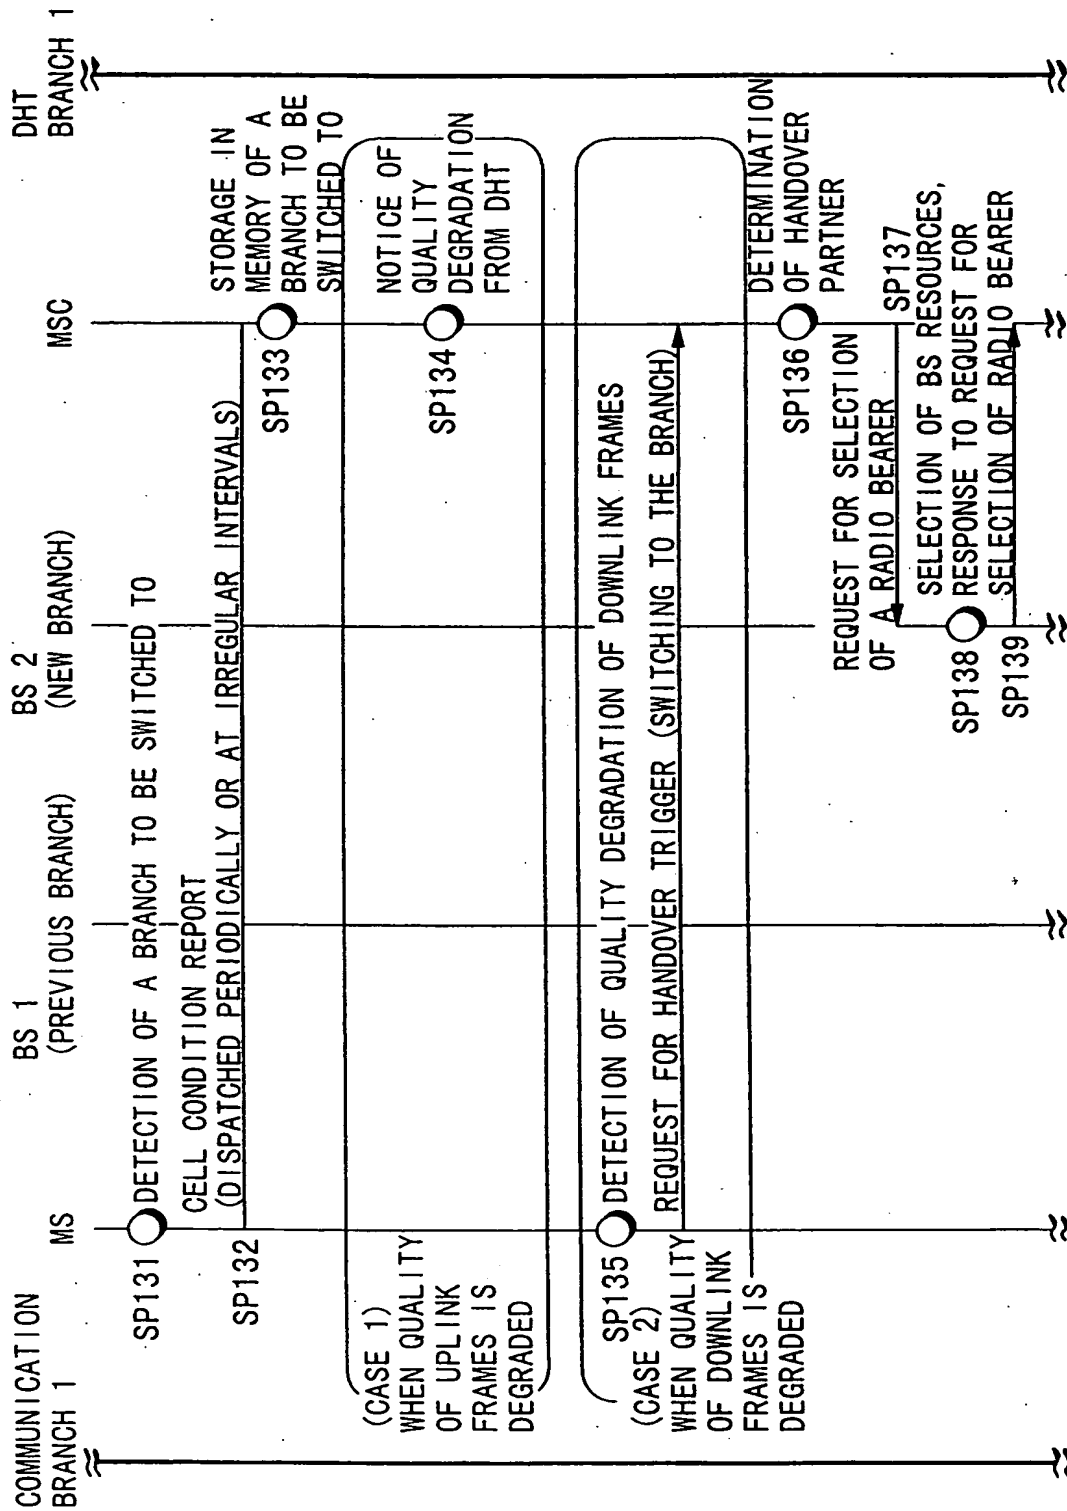 COMMUNICATION
BRANCH 1
MS
BS 1
(PREVIOUS BRANCH)
BS 2
(NEW BRANCH)
MSC
DHT
BRANCH 1
SP131
DETECTION OF A BRANCH TO BE SWITCHED TO
CELL CONDITION REPORT
(DISPATCHED PERIODICALLY OR AT IRREGULAR INTERVALS)
SP132
SP133
STORAGE IN
MEMORY OF A
BRANCH TO BE
SWITCHED TO
(CASE 1)
WHEN QUALITY
OF UPLINK
FRAMES IS
DEGRADED
SP134
NOTICE OF
QUALITY
DEGRADATION
FROM DHT
SP135
DETECTION OF QUALITY DEGRADATION OF DOWNLINK FRAMES
(CASE 2)
WHEN QUALITY
OF DOWNLINK
FRAMES IS
DEGRADED
REQUEST FOR HANDOVER TRIGGER (SWITCHING TO THE BRANCH)
SP136
DETERMINATION
OF HANDOVER
PARTNER
REQUEST FOR SELECTION
OF A RADIO BEARER
SP137
SP138
SELECTION OF BS RESOURCES,
RESPONSE TO REQUEST FOR
SELECTION OF RADIO BEARER
SP139